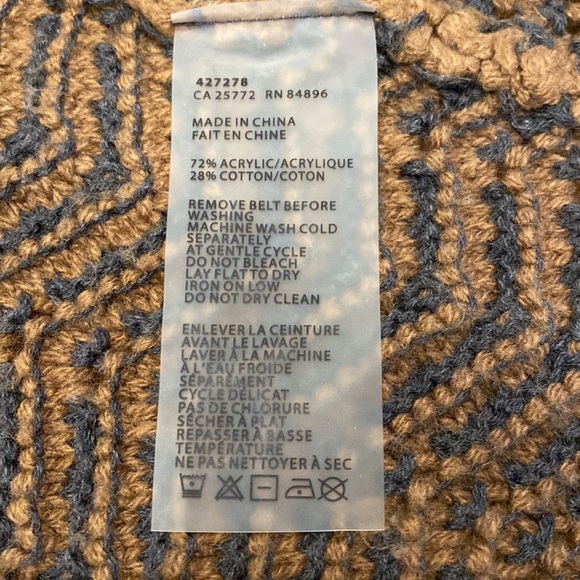 427278
CA 25772 RN 84896
MADE IN CHINA
FAIT EN CHINE
72% ACRYLIC/ACRYLIQUE
28% COTTON/COTON
REMOVE BELT BEFORE
WASHING
MACHINE WASH COLD
SEPARATELY
AT GENTLE CYCLE
DO NOT BLEACH
LAY FLAT TO DRY
IRON ON LOW
DO NOT DRY CLEAN
ENLEVER LA CEINTURE
AVANT LE LAVAGE
LAVER À LA MACHINE
À L'EAU FROIDE
SÉPARÉMENT
CYCLE DÉLICAT
PAS DE CHLORURE
SÉCHER À PLAT
REPASSER À BASSE
TEMPÉRATURE
NE PAS NETTOYER À SEC